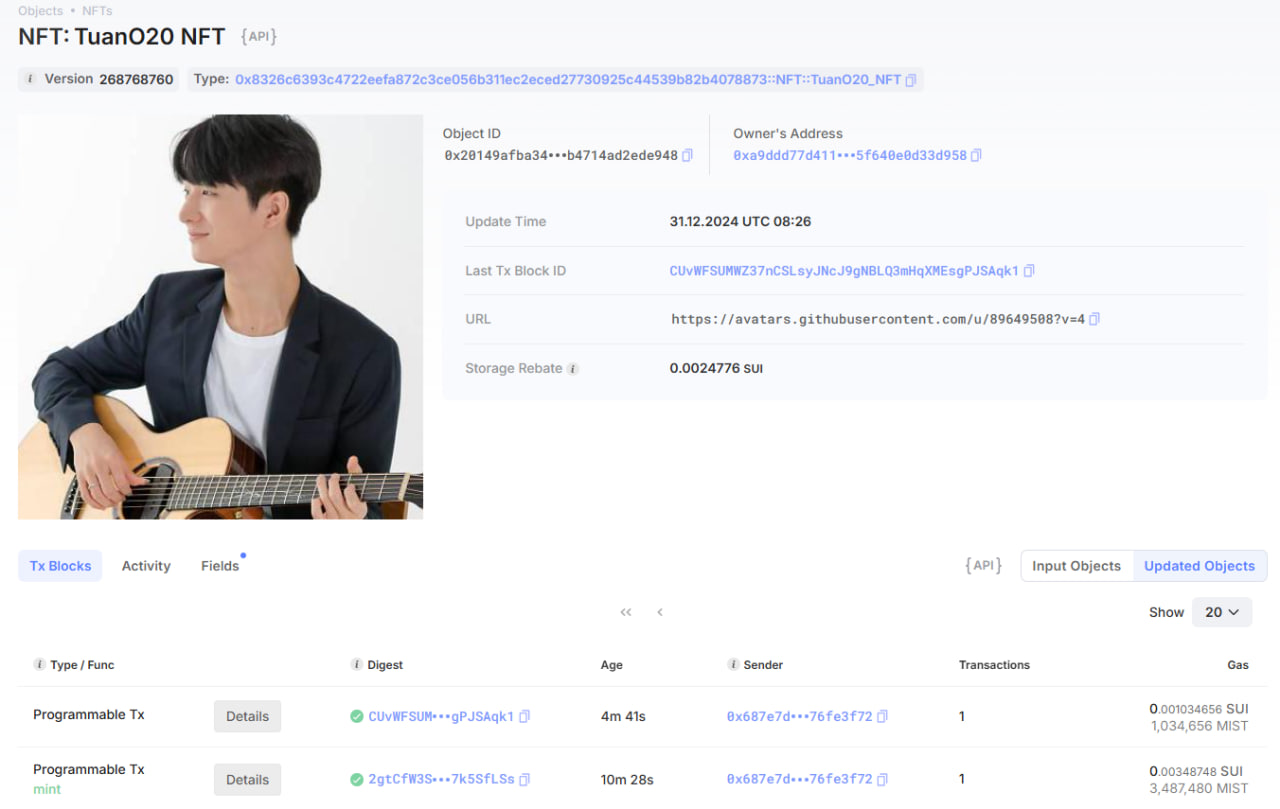 Objects • NFTs
NFT: TuanO20 NFT {API}
i Version 268768760 Type: 0x8326c6393c4722eefa872c3ce056b311ec2eced27730925c44539b82b4078873::NFT::TuanO20_NFT
Object ID
0x20149afba34•••b4714ad2ede948
Owner's Address
0xa9ddd77d411•••5f640e0d33d958
Update Time 31.12.2024 UTC 08:26
Last Tx Block ID CUvWFSUMWZ37nCSLsyJNcJ9gNBLQ3mHqXMEsgPJSAqk1
URL https://avatars.githubusercontent.com/u/89649508?v=4
Storage Rebate i 0.0024776 SUI
Tx Blocks Activity Fields {API} Input Objects Updated Objects
« ‹ Show 20
i Type / Func i Digest Age i Sender Transactions Gas
Programmable Tx Details CUvWFSUM•••gPJSAqk1 4m 41s 0x687e7d•••76fe3f72 1 0.001034656 SUI
1,034,656 MIST
Programmable Tx Details 2gtCfW3S•••7k5SfLSs 10m 28s 0x687e7d•••76fe3f72 1 0.00348748 SUI
mint 3,487,480 MIST